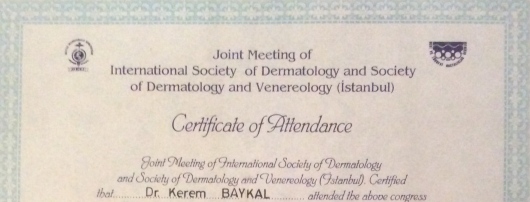 Joint Meeting of
International Society of Dermatology and Society
of Dermatology and Venereology (İstanbul)
Certificate of Attendance
Joint Meeting of International Society of Dermatology
and Society of Dermatology and Venereology (İstanbul). Certified
that..... Dr. Kerem BAYKAL .......... attended the above congress